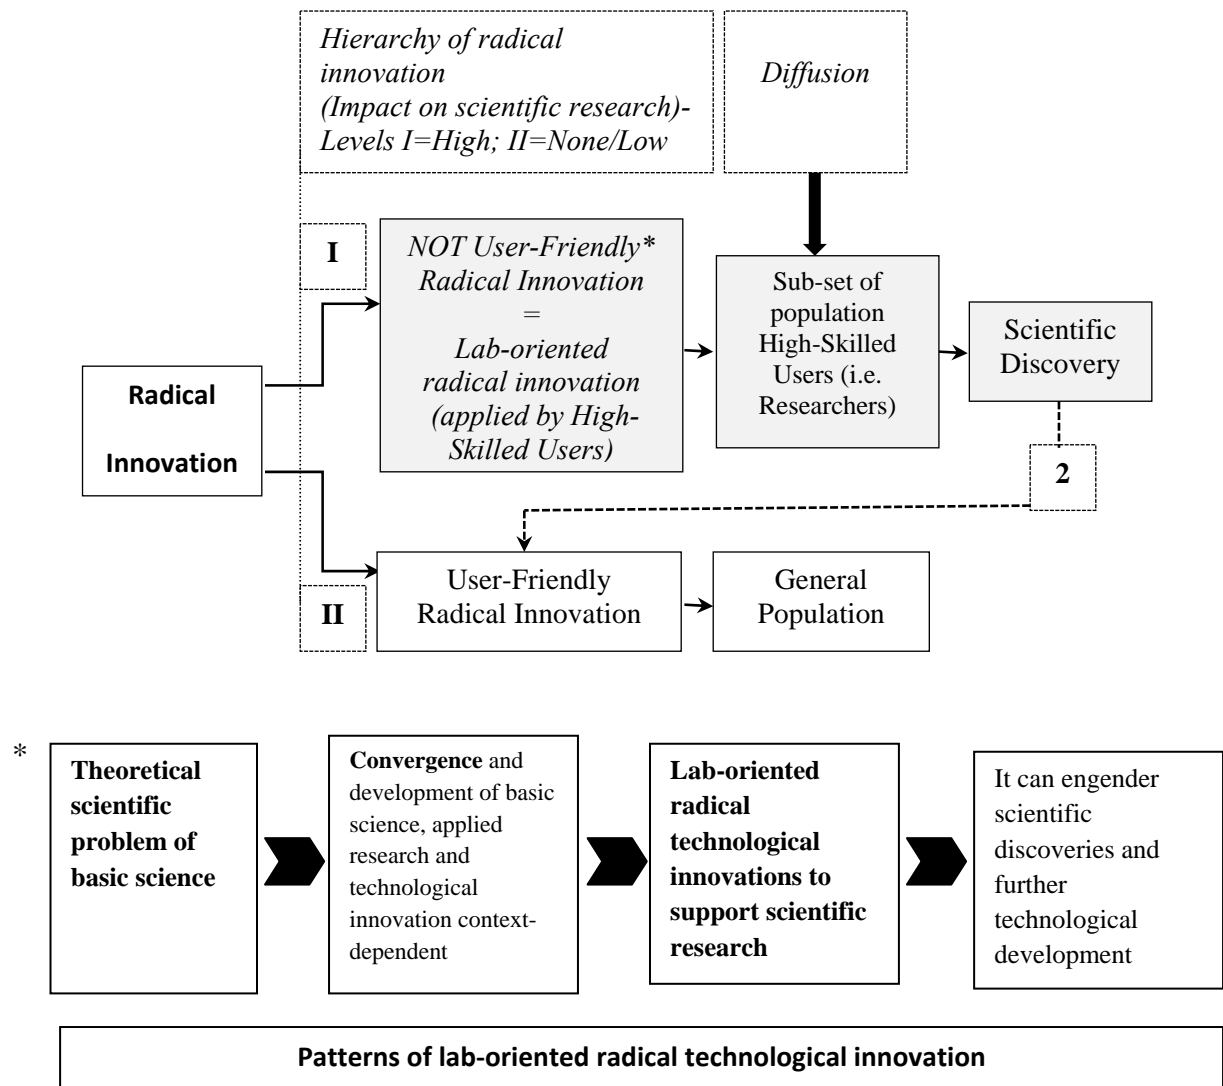 Hierarchy of radical
innovation
(Impact on scientific research)-
Levels I=High; II=None/Low
Diffusion
I
NOT User-Friendly*
Radical Innovation
=
Lab-oriented
radical innovation
(applied by High-
Skilled Users)
Sub-set of
population
High-Skilled
Users (i.e.
Researchers)
Scientific
Discovery
Radical
Innovation
2
II
User-Friendly
Radical Innovation
General
Population
*
Theoretical
scientific
problem of
basic science
Convergence and
development of basic
science, applied
research and
technological
innovation context-
dependent
Lab-oriented
radical
technological
innovations to
support scientific
research
It can engender
scientific
discoveries and
further
technological
development
Patterns of lab-oriented radical technological innovation